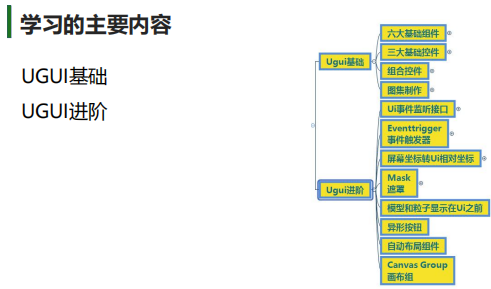 学习的主要内容
UGUI基础
UGUI进阶
Ugui基础
六大基础组件
三大基础控件
组合控件
图集制作
Ugui进阶
Ui事件监听接口
Eventtrigger
事件触发器
屏幕坐标转Ui相对坐标
Mask
遮罩
模型和粒子显示在Ui之前
异形按钮
自动布局组件
Canvas Group
画布组